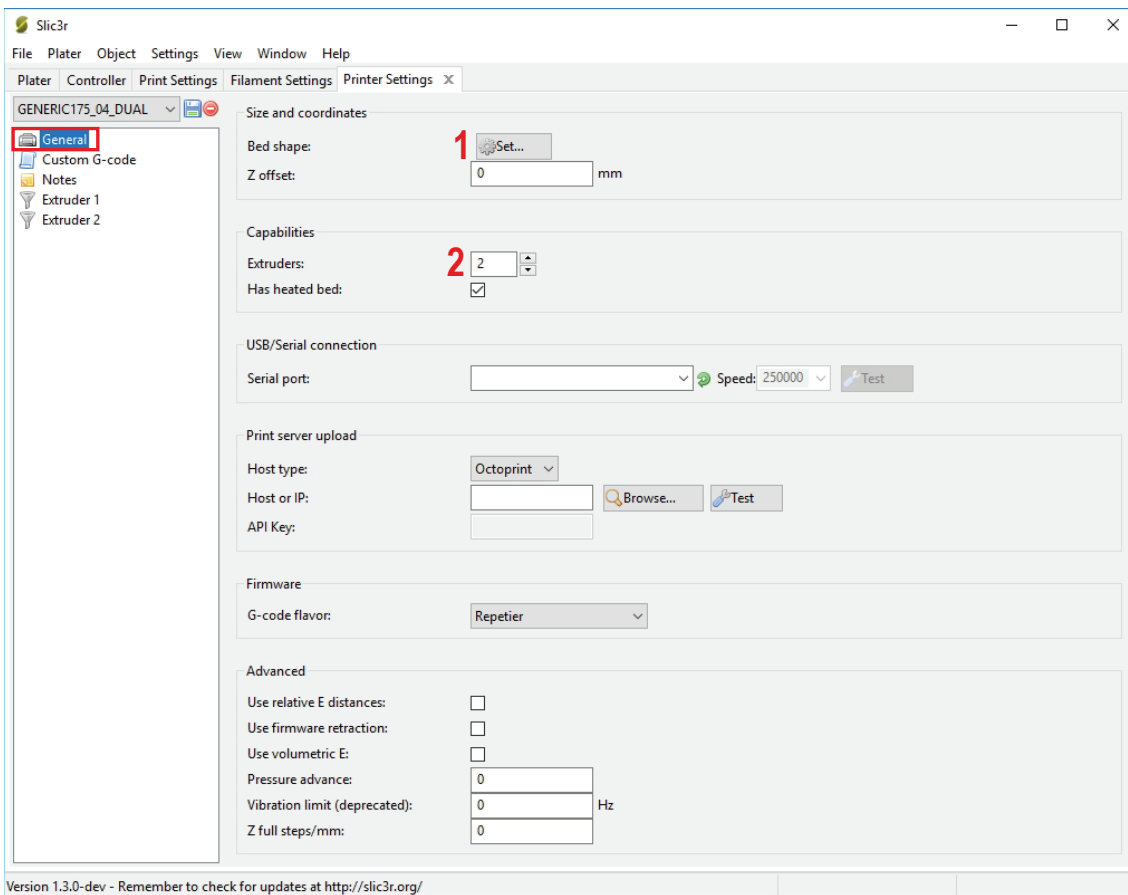 Slic3r
File Plater Object Settings View Window Help
Plater Controller Print Settings Filament Settings Printer Settings X
GENERIC175_04_DUAL
General
Custom G-code
Notes
Extruder 1
Extruder 2
Size and coordinates
Bed shape: 1 Set...
Z offset: 0 mm
Capabilities
Extruders: 2 2
Has heated bed:
USB/Serial connection
Serial port: Speed: 250000 Test
Print server upload
Host type: Octoprint
Host or IP: Browse... Test
API Key:
Firmware
G-code flavor: Repetier
Advanced
Use relative E distances:
Use firmware retraction:
Use volumetric E:
Pressure advance: 0
Vibration limit (deprecated): 0 Hz
Z full steps/mm: 0
Version 1.3.0-dev - Remember to check for updates at http://slic3r.org/